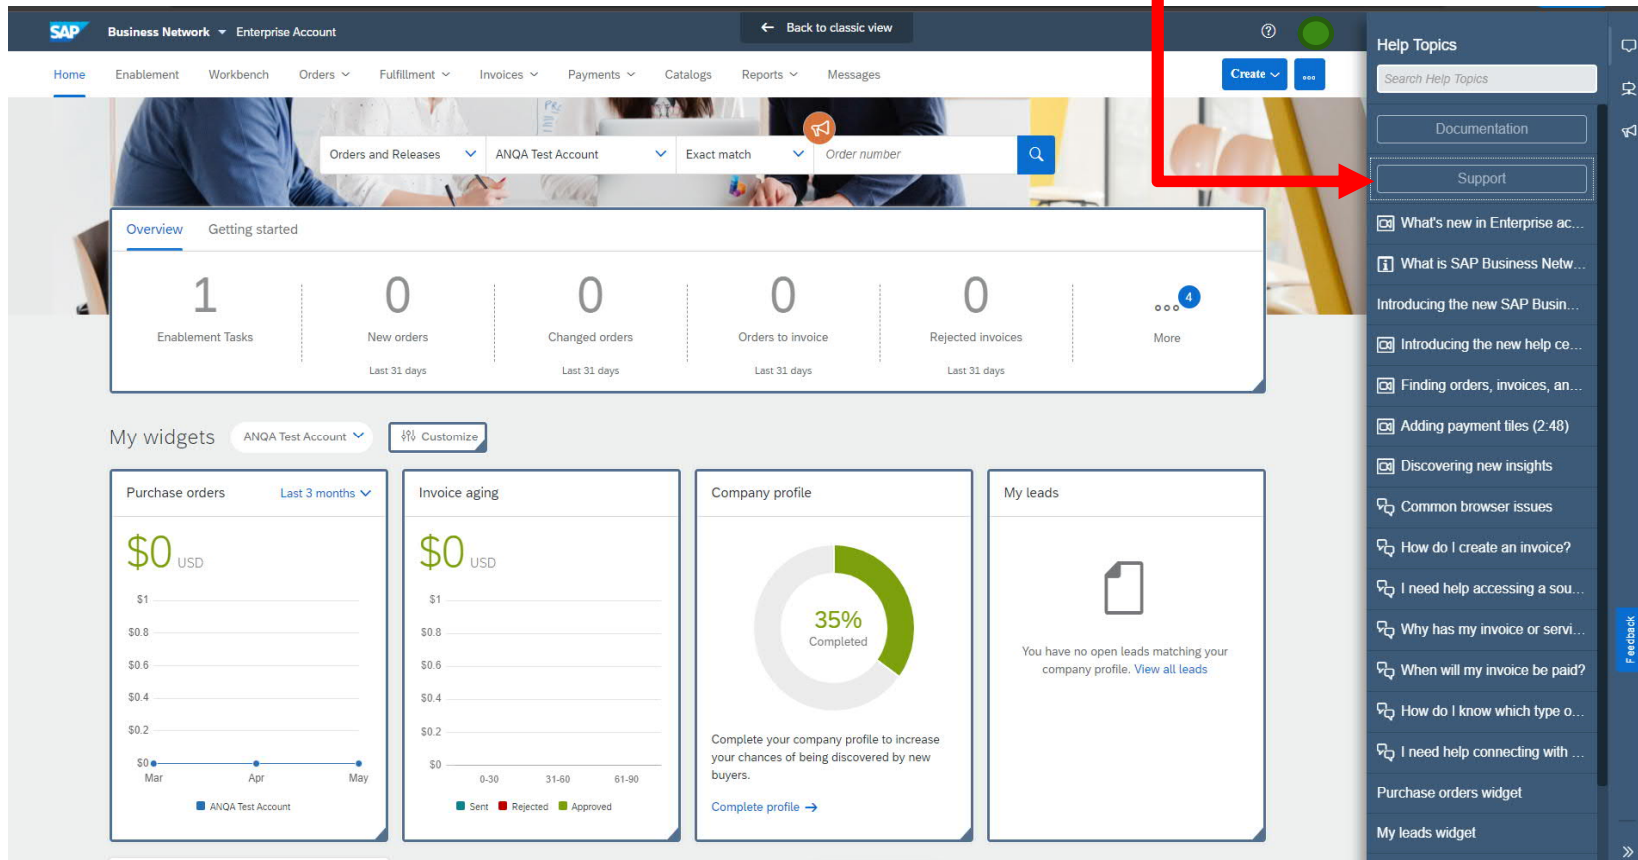 SAP Business Network Enterprise Account
← Back to classic view
Home Enablement Workbench Orders Fulfillment Invoices Payments Catalogs Reports Messages
Create
Orders and Releases ANQA Test Account Exact match Order number
Overview Getting started
1 0 0 0 0 4
Enablement Tasks New orders Changed orders Orders to invoice Rejected invoices More
Last 31 days Last 31 days Last 31 days Last 31 days
My widgets ANQA Test Account Customize
Purchase orders Last 3 months
$0 USD
$1
$0.8
$0.6
$0.4
$0.2
$0
Mar Apr May
ANQA Test Account
Invoice aging
$0 USD
$1
$0.8
$0.6
$0.4
$0.2
$0
0-30 31-60 61-90
Sent Rejected Approved
Company profile
35%
Completed
Complete your company profile to increase
your chances of being discovered by new
buyers.
Complete profile →
My leads
You have no open leads matching your
company profile. View all leads
Help Topics
Search Help Topics
Documentation
Support
What's new in Enterprise ac...
What is SAP Business Netw...
Introducing the new SAP Busin...
Introducing the new help ce...
Finding orders, invoices, an...
Adding payment tiles (2:48)
Discovering new insights
Common browser issues
How do I create an invoice?
I need help accessing a sou...
Why has my invoice or servi...
When will my invoice be paid?
How do I know which type o...
I need help connecting with ...
Purchase orders widget
My leads widget
Feedback